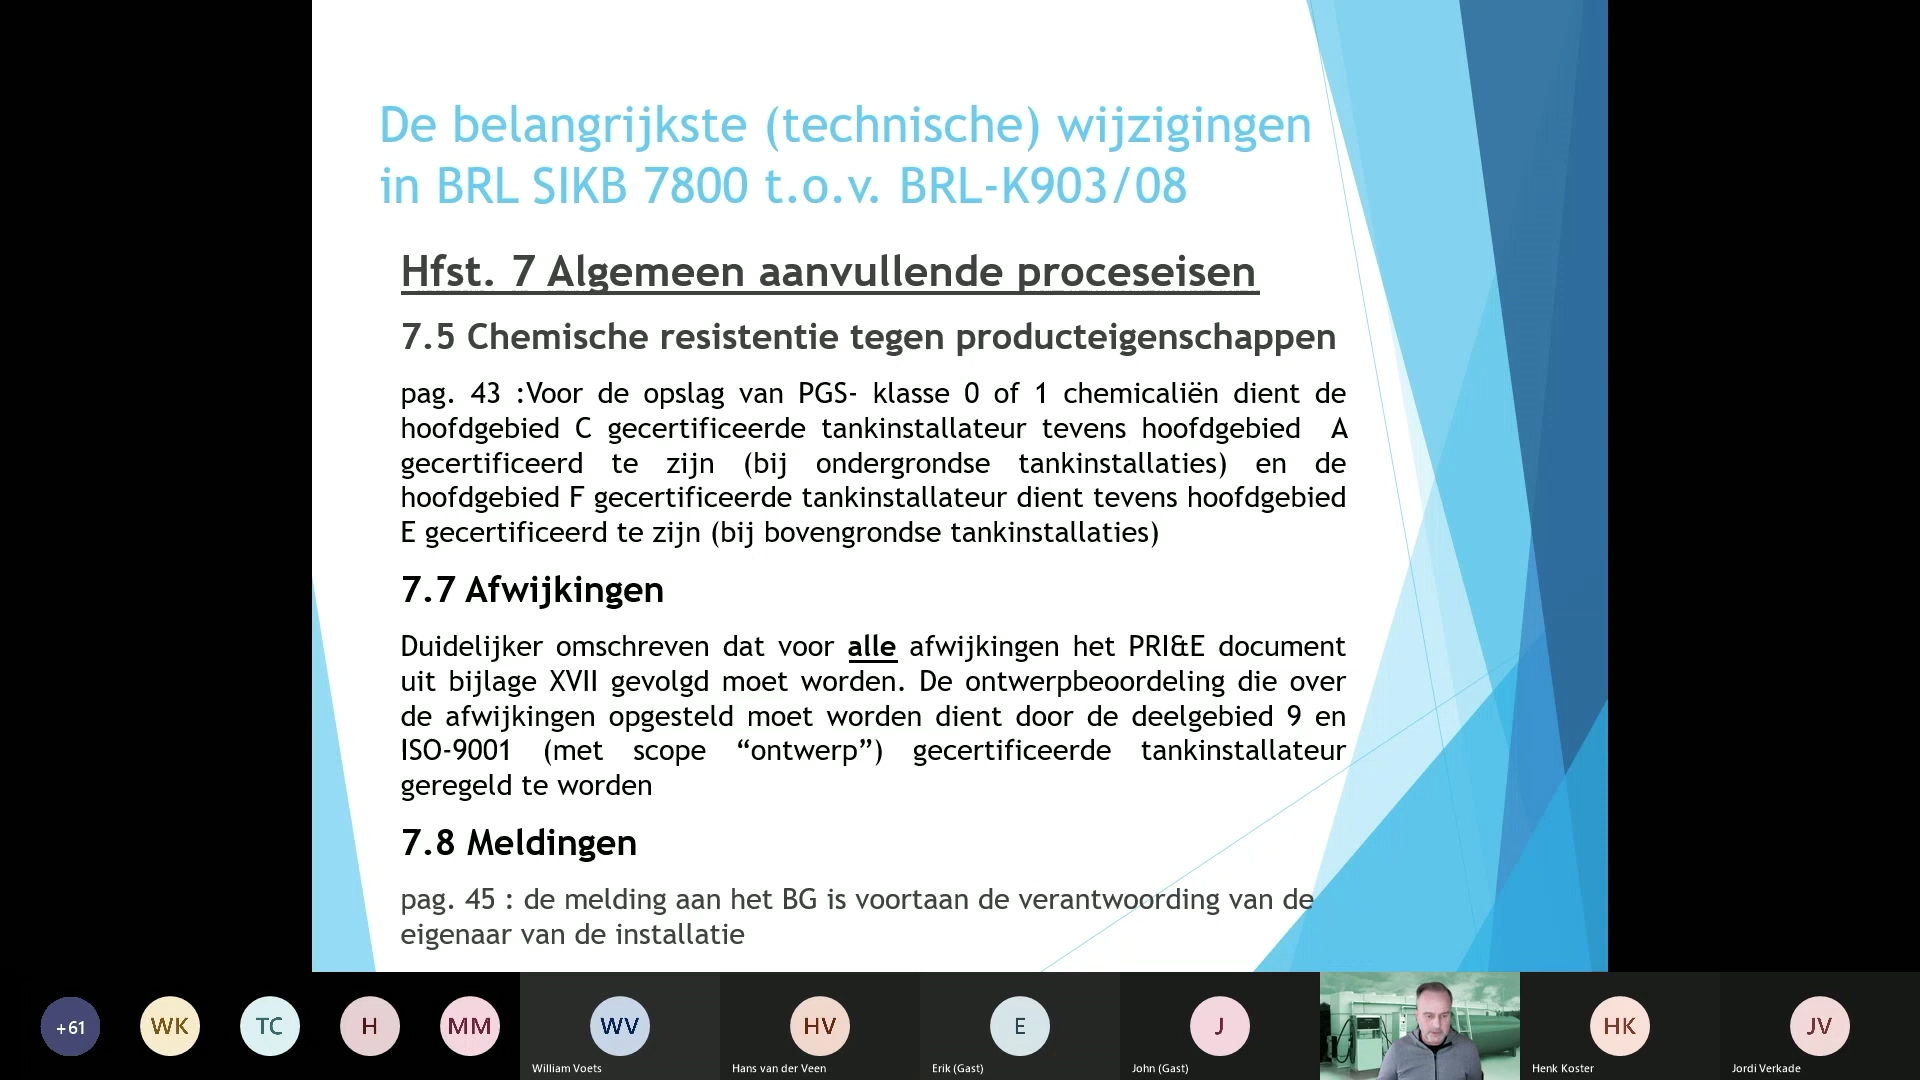 De belangrijkste (technische) wijzigingen
in BRL SIKB 7800 t.o.v. BRL-K903/08
Hfst. 7 Algemeen aanvullende proceseisen
7.5 Chemische resistentie tegen producteigenschappen
pag. 43 :Voor de opslag van PGS- klasse 0 of 1 chemicaliën dient de
hoofdgebied C gecertificeerde tankinstallateur tevens hoofdgebied A
gecertificeerd te zijn (bij ondergrondse tankinstallaties) en de
hoofdgebied F gecertificeerde tankinstallateur dient tevens hoofdgebied
E gecertificeerd te zijn (bij bovengrondse tankinstallaties)
7.7 Afwijkingen
Duidelijker omschreven dat voor alle afwijkingen het PRI&E document
uit bijlage XVII gevolgd moet worden. De ontwerpbeoordeling die over
de afwijkingen opgesteld moet worden dient door de deelgebied 9 en
ISO-9001 (met scope “ontwerp”) gecertificeerde tankinstallateur
geregeld te worden
7.8 Meldingen
pag. 45 : de melding aan het BG is voortaan de verantwoording van de
eigenaar van de installatie
+61
WK
TC
H
MM
WV
William Voets
HV
Hans van der Veen
E
Erik (Gast)
J
John (Gast)
HK
Henk Koster
JV
Jordi Verkade